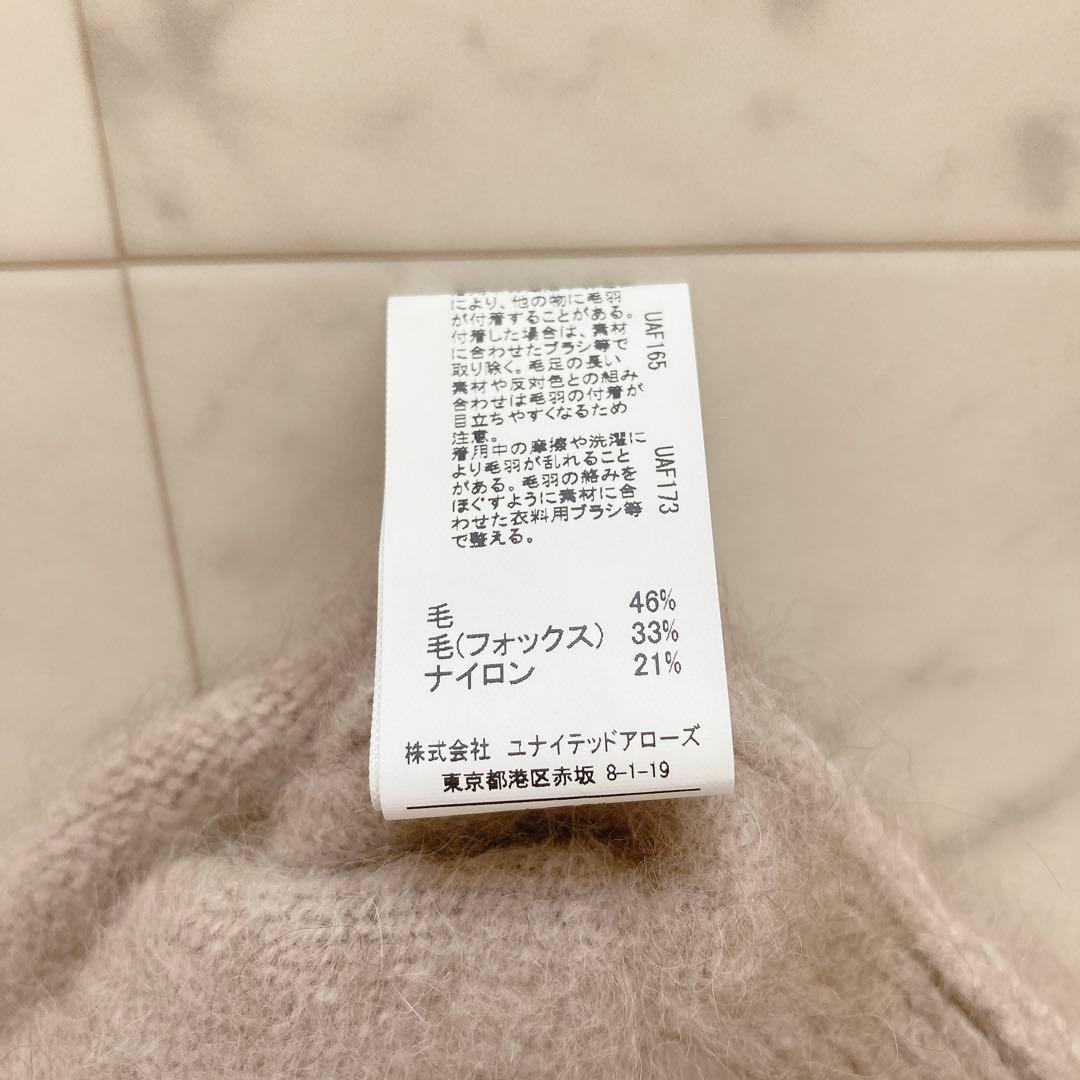 により、他の物に毛羽
が付着することがある。
付着した場合は、素材
に合わせたブラシ等で
取り除く。毛足の長い
素材や反対色との組み
合わせは毛羽の付着が
目立ちやすくなるため
注意。
着用中の摩擦や洗濯に
より毛羽が乱れること
がある。毛羽の絡みを
ほぐすように素材に合
わせた衣料用ブラシ等
で整える。
UAF165
UAF173
毛 46%
毛(フォックス) 33%
ナイロン 21%
株式会社 ユナイテッドアローズ
東京都港区赤坂 8-1-19